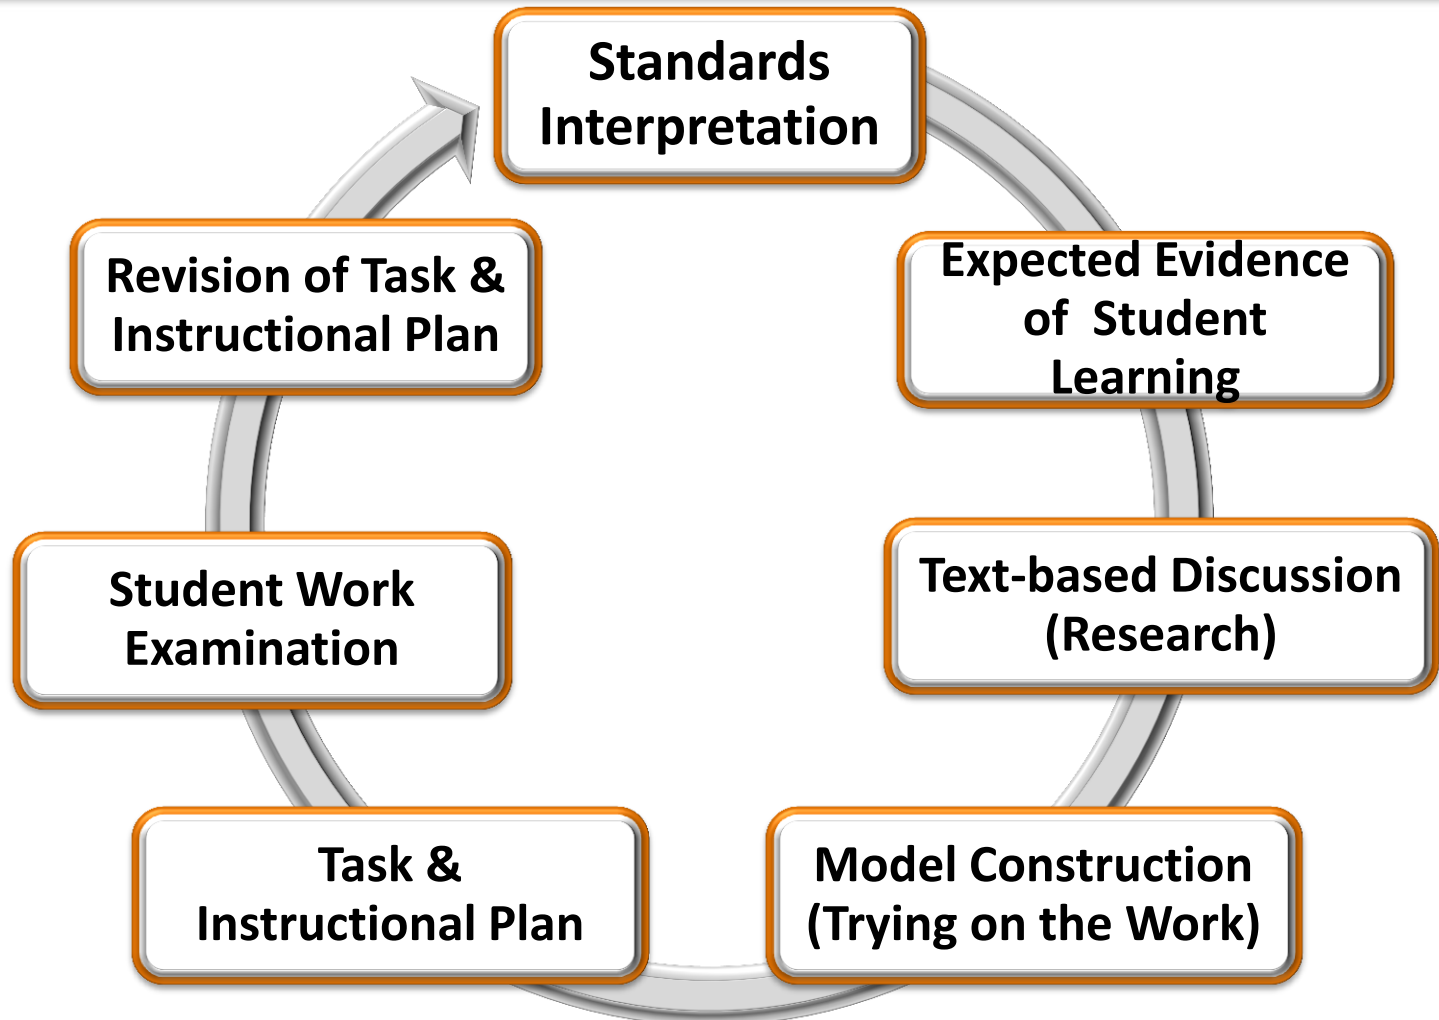 Standards
Interpretation
Expected Evidence
of  Student
Learning
Text-based Discussion
(Research)
Model Construction
(Trying on the Work)
Task &
Instructional Plan
Student Work
Examination
Revision of Task &
Instructional Plan